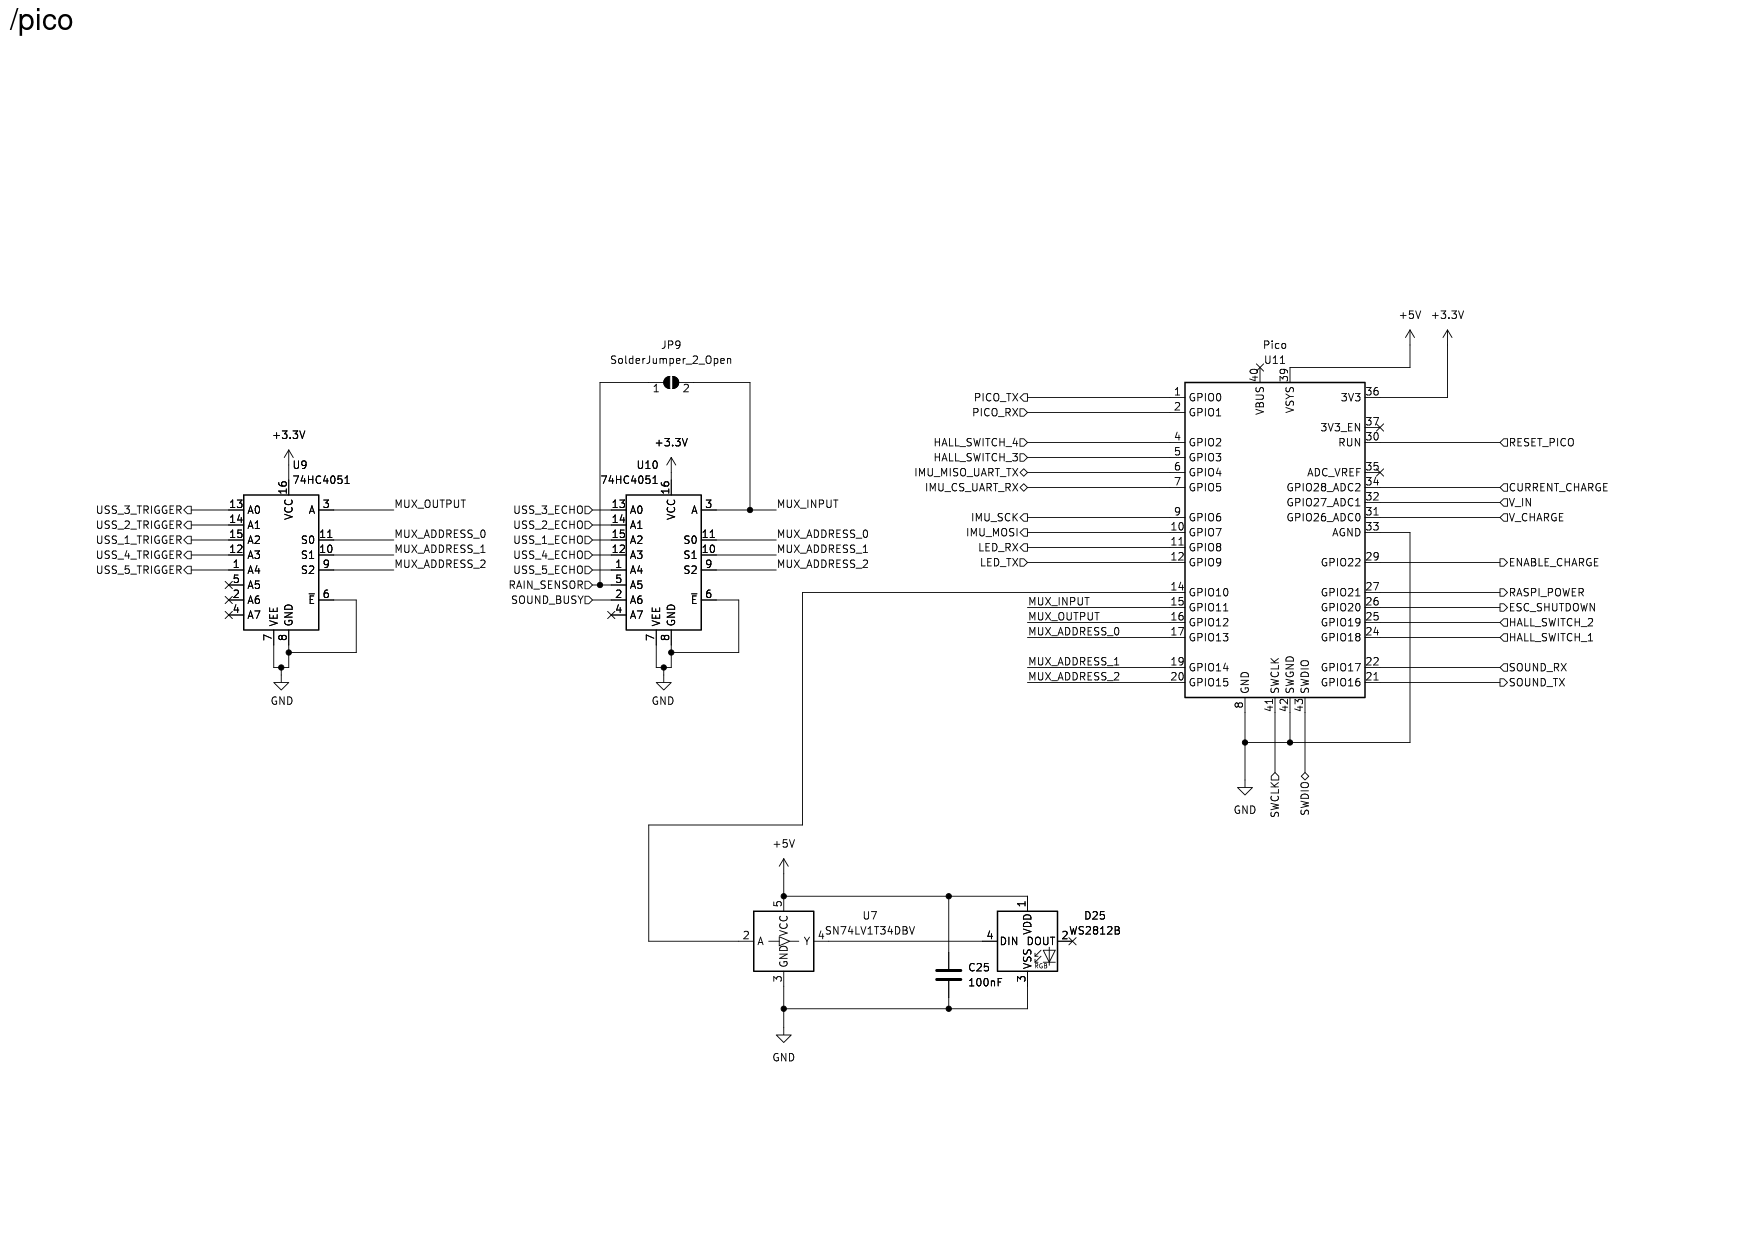 /pico
+5V
+3.3V
Pico
U11
JP9
SolderJumper_2_Open
1
2
40
39
VBUS
VSYS
PICO_TX
1
GPIO0
PICO_RX
2
GPIO1
HALL_SWITCH_4
4
GPIO2
HALL_SWITCH_3
5
GPIO3
IMU_MISO_UART_TX
6
GPIO4
IMU_CS_UART_RX
7
GPIO5
IMU_SCK
9
GPIO6
IMU_MOSI
10
GPIO7
LED_RX
11
GPIO8
LED_TX
12
GPIO9
14
GPIO10
MUX_INPUT
15
GPIO11
MUX_OUTPUT
16
GPIO12
MUX_ADDRESS_0
17
GPIO13
MUX_ADDRESS_1
19
GPIO14
MUX_ADDRESS_2
20
GPIO15
3V3
36
3V3_EN
37
RUN
30
RESET_PICO
ADC_VREF
35
GPIO28_ADC2
34
CURRENT_CHARGE
GPIO27_ADC1
32
V_IN
GPIO26_ADC0
31
V_CHARGE
AGND
33
GPIO22
29
ENABLE_CHARGE
GPIO21
27
RASPI_POWER
GPIO20
26
ESC_SHUTDOWN
GPIO19
25
HALL_SWITCH_2
GPIO18
24
HALL_SWITCH_1
GPIO17
22
SOUND_RX
GPIO16
21
SOUND_TX
GND
SWCLK
SWGND
SWDIO
8
41
42
43
GND
SWCLK
SWDIO
+3.3V
U9
74HC4051
16
VCC
USS_3_TRIGGER
13
A0
USS_2_TRIGGER
14
A1
USS_1_TRIGGER
15
A2
USS_4_TRIGGER
12
A3
USS_5_TRIGGER
1
A4
5
A5
2
A6
4
A7
A
3
MUX_OUTPUT
S0
11
MUX_ADDRESS_0
S1
10
MUX_ADDRESS_1
S2
9
MUX_ADDRESS_2
E
6
VEE
GND
7
8
GND
+3.3V
U10
74HC4051
16
VCC
USS_3_ECHO
13
A0
USS_2_ECHO
14
A1
USS_1_ECHO
15
A2
USS_4_ECHO
12
A3
USS_5_ECHO
1
A4
RAIN_SENSOR
5
A5
SOUND_BUSY
2
A6
4
A7
A
3
MUX_INPUT
S0
11
MUX_ADDRESS_0
S1
10
MUX_ADDRESS_1
S2
9
MUX_ADDRESS_2
E
6
VEE
GND
7
8
GND
+5V
5
VCC
U7
SN74LV1T34DBV
2
A
Y
4
GND
3
GND
C25
100nF
D25
WS2812B
1
VDD
4
DIN
DOUT
2
VSS
RGB
3